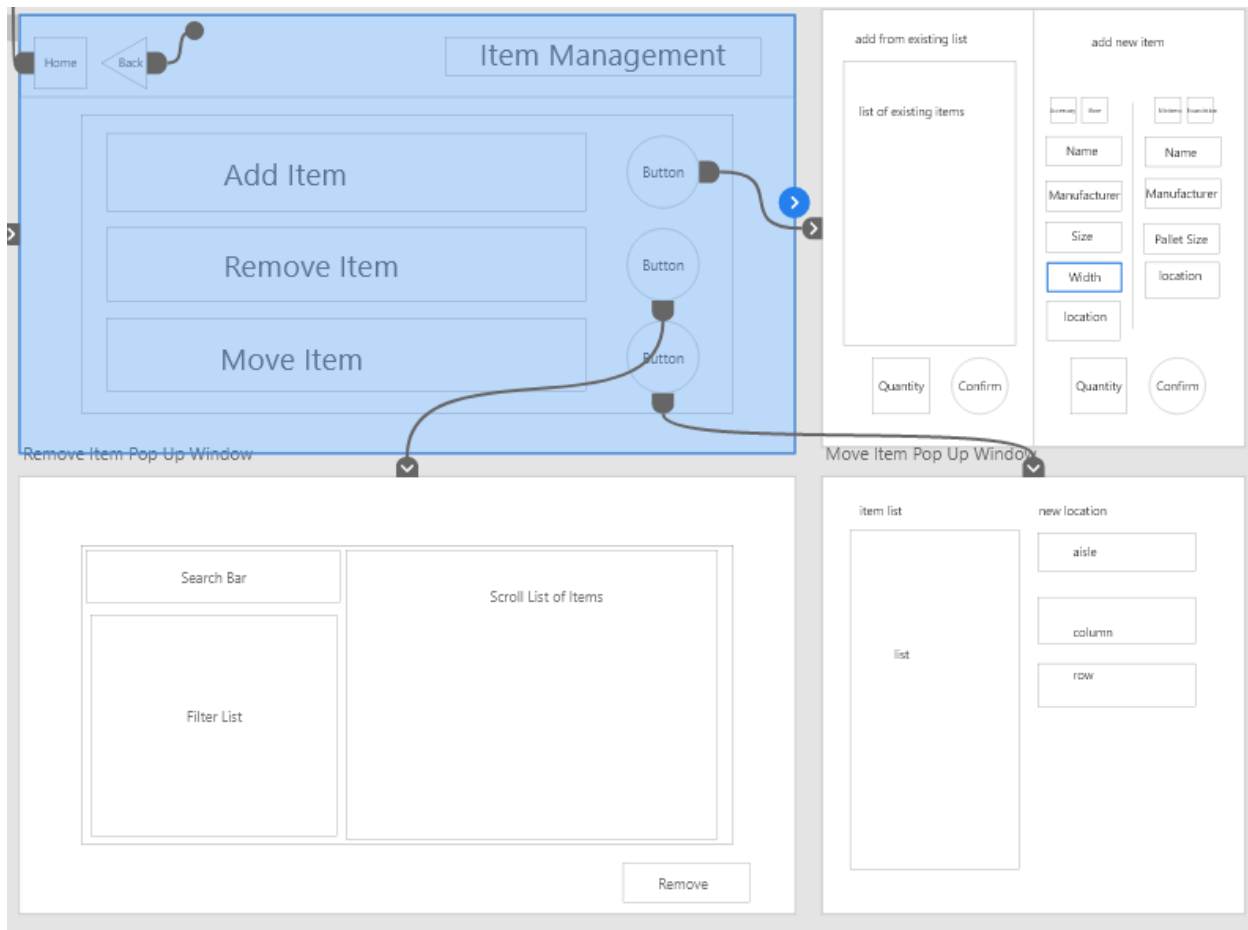 Home
Back
Item Management
Add Item
Button
Remove Item
Button
Move Item
Button
add from existing list
list of existing items
Quantity
Confirm
add new item
Name
Manufacturer
Size
Width
location
Name
Manufacturer
Pallet Size
location
Quantity
Confirm
Remove Item Pop Up Window
Search Bar
Filter List
Scroll List of Items
Remove
Move Item Pop Up Window
item list
list
new location
aisle
column
row